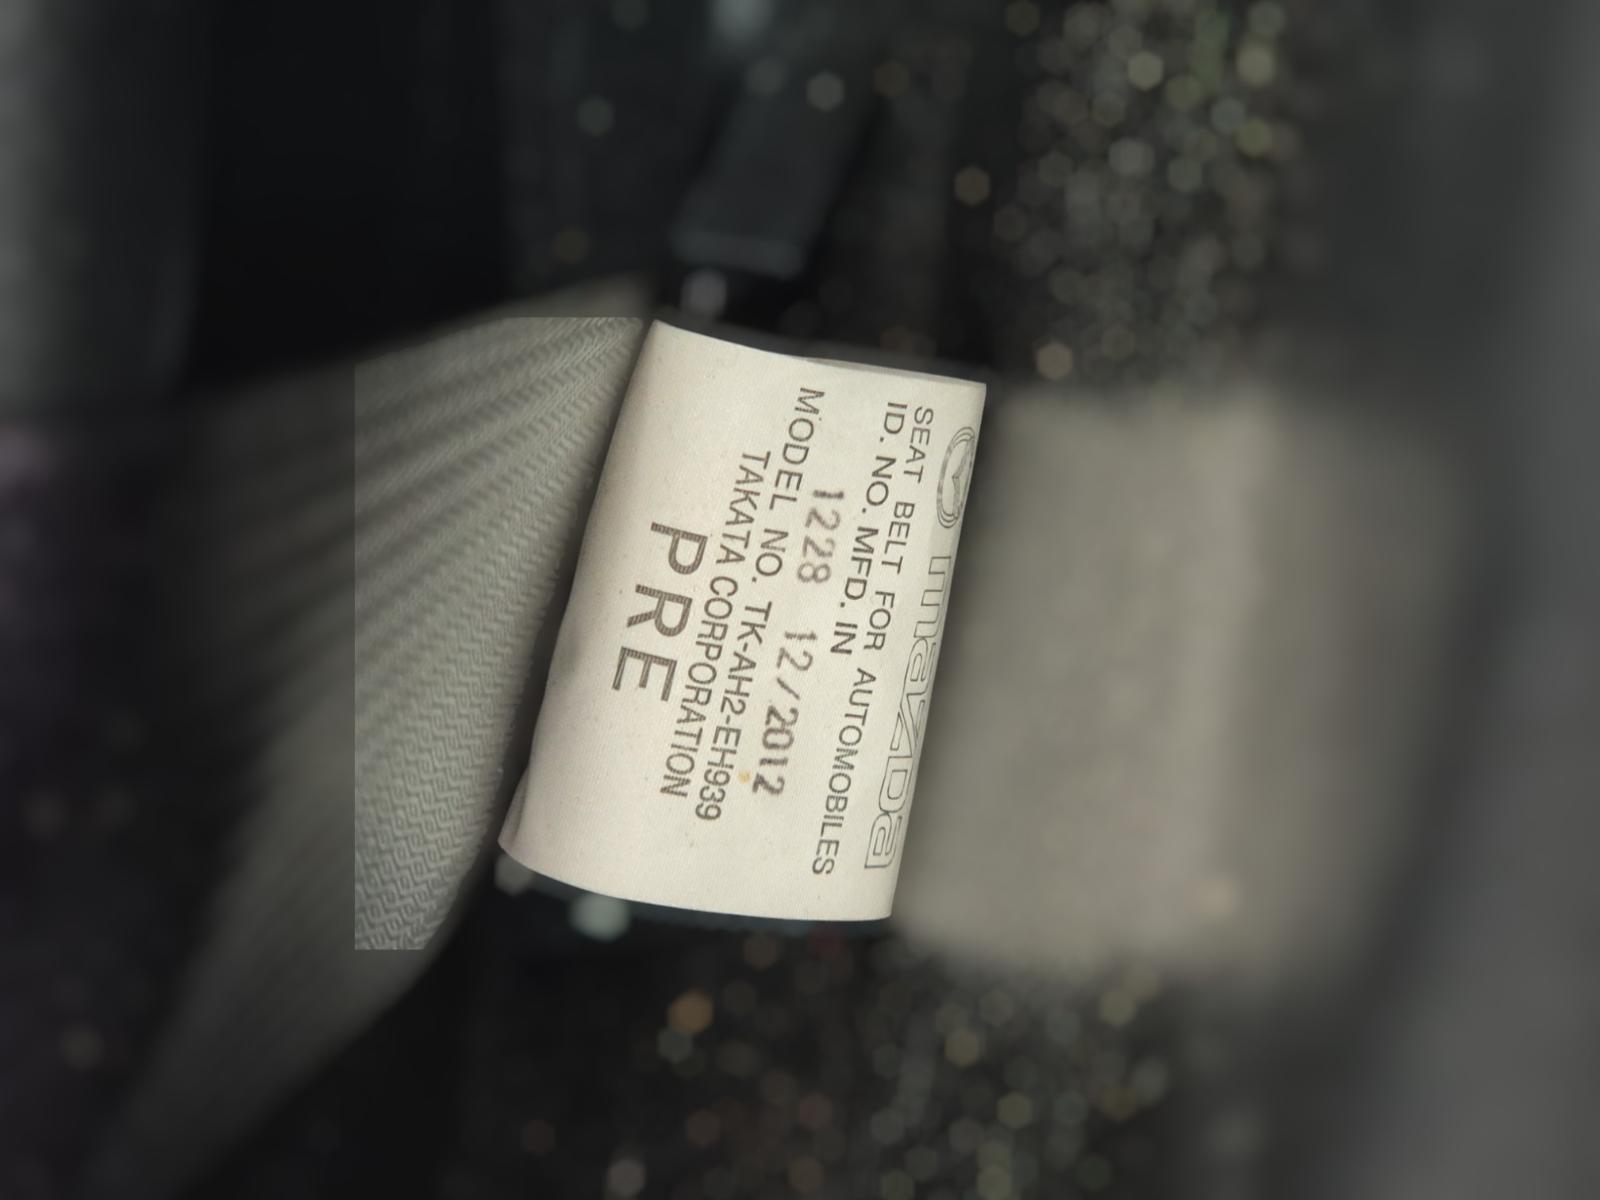 mazda
SEAT BELT FOR AUTOMOBILES
ID. NO. MFD. IN
1228 12/2012
MODEL NO. TK-AH2-EH939
TAKATA CORPORATION
PRE